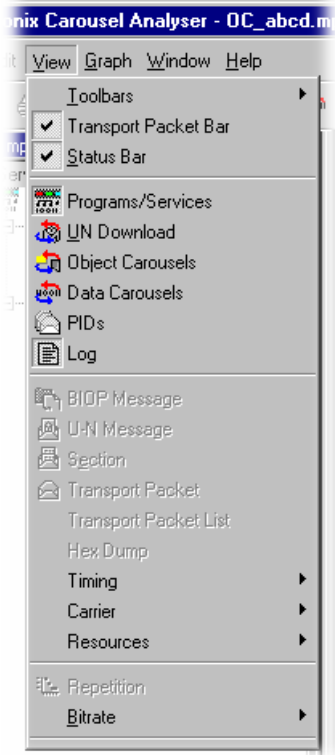 nix Carousel Analyser - OC_abcd.m
View Graph Window Help
Toolbars
Transport Packet Bar
Status Bar
Programs/Services
UN Download
Object Carousels
Data Carousels
PIDs
Log
BIOP Message
U-N Message
Section
Transport Packet
Transport Packet List
Hex Dump
Timing
Carrier
Resources
Repetition
Bitrate